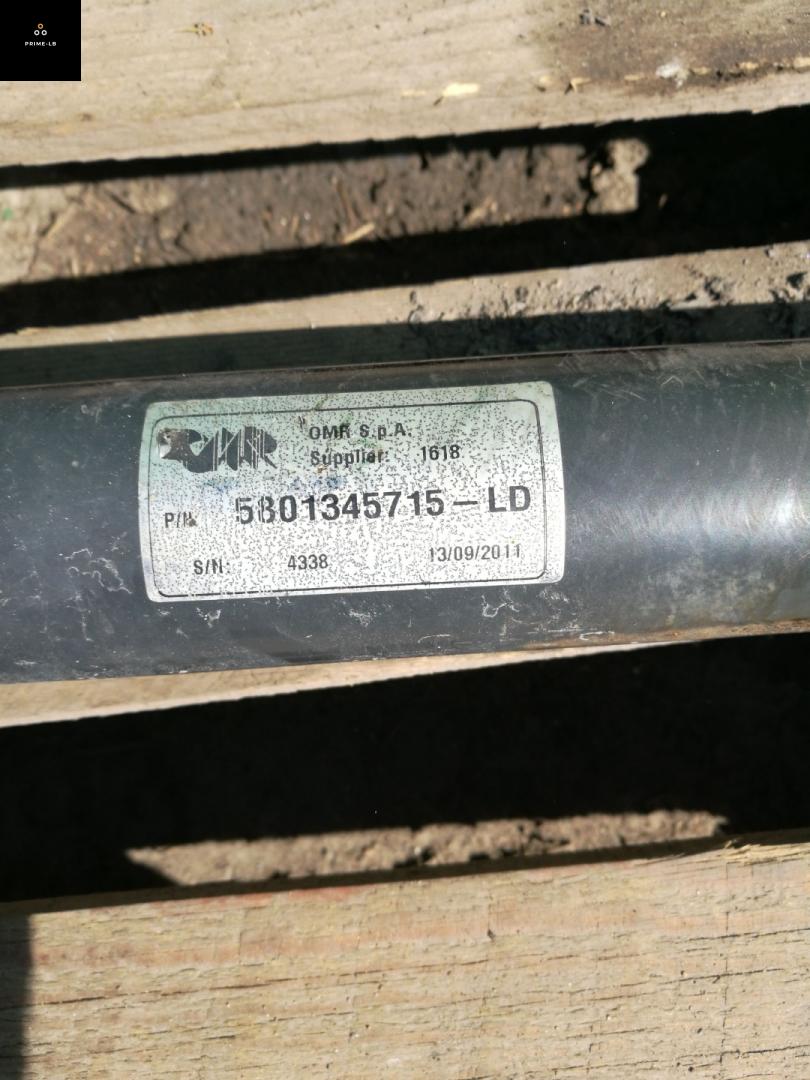 PRIME-LB
OMR
OMR S.p.A.
Supplier: 1618
P/N. 5801345715-LD
S/N: 4338 13/09/2011